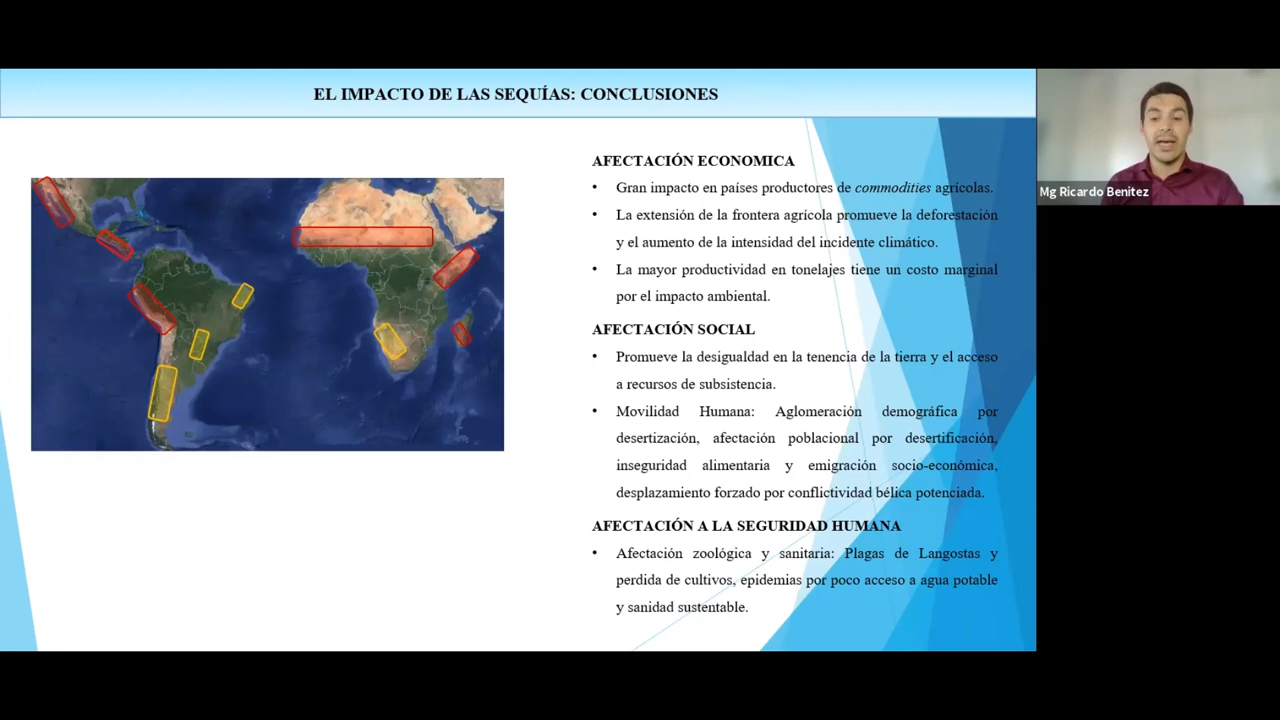 EL IMPACTO DE LAS SEQUÍAS: CONCLUSIONES
AFECTACIÓN ECONOMICA
• Gran impacto en países productores de commodities agrícolas.
• La extensión de la frontera agrícola promueve la deforestación
y el aumento de la intensidad del incidente climático.
• La mayor productividad en tonelajes tiene un costo marginal
por el impacto ambiental.
AFECTACIÓN SOCIAL
• Promueve la desigualdad en la tenencia de la tierra y el acceso
a recursos de subsistencia.
• Movilidad Humana: Aglomeración demográfica por
desertización, afectación poblacional por desertificación,
inseguridad alimentaria y emigración socio-económica,
desplazamiento forzado por conflictividad bélica potenciada.
AFECTACIÓN A LA SEGURIDAD HUMANA
• Afectación zoológica y sanitaria: Plagas de Langostas y
perdida de cultivos, epidemias por poco acceso a agua potable
y sanidad sustentable.
Mg Ricardo Benitez